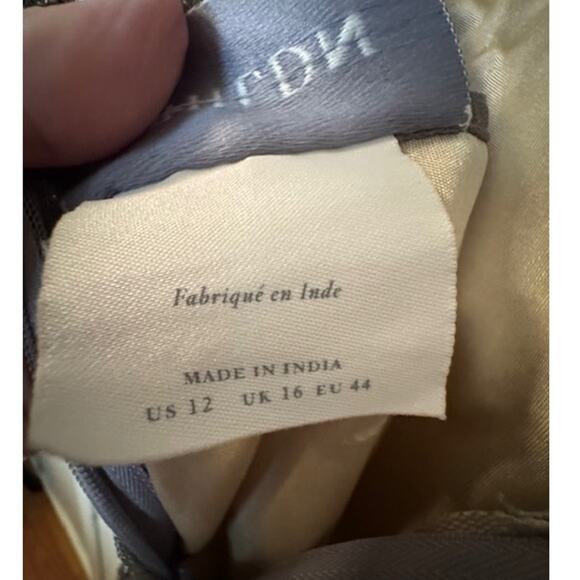 Fabriqué en Inde
MADE IN INDIA
US 12 UK 16 EU 44